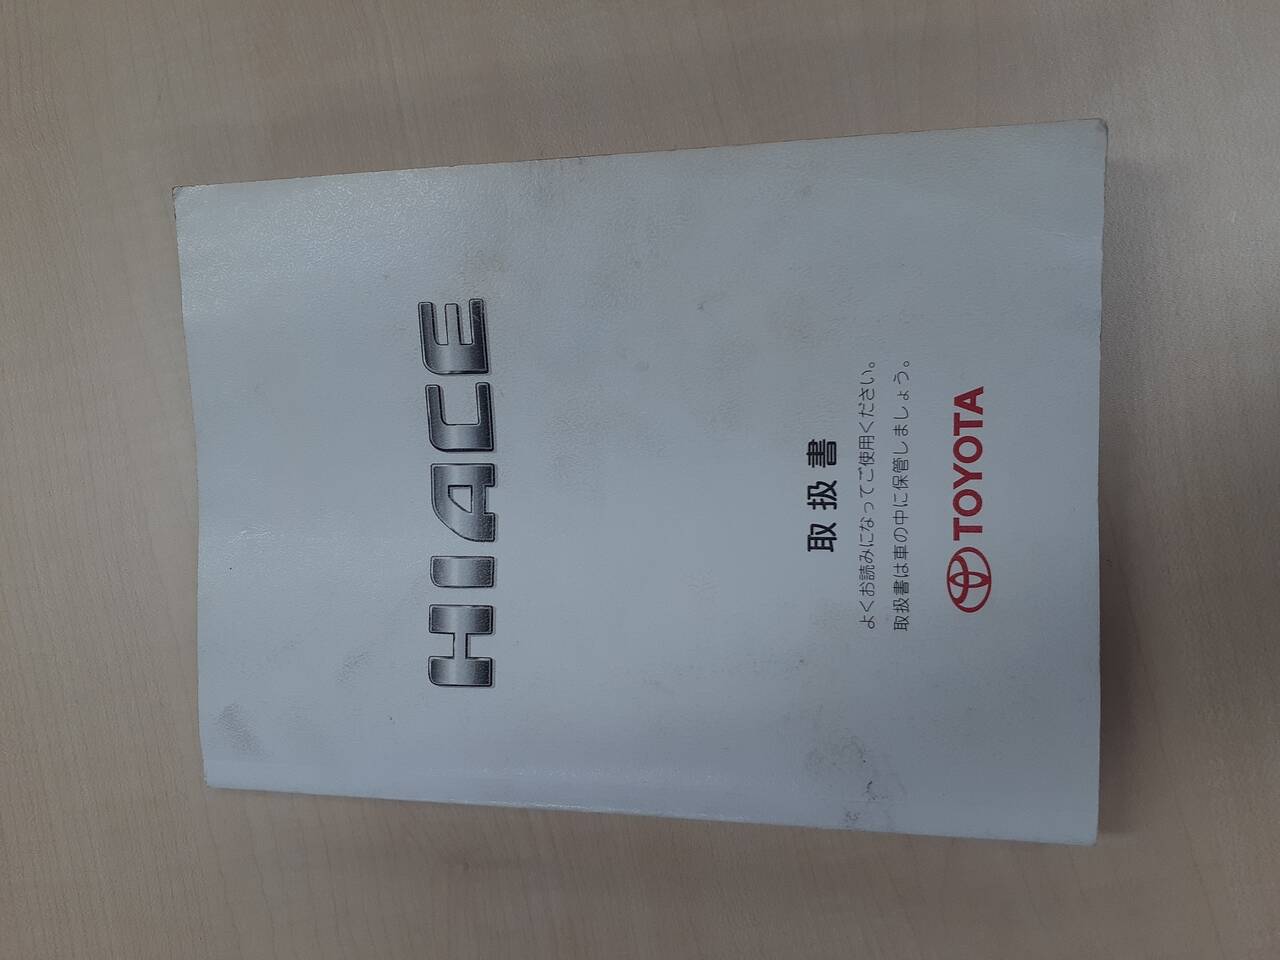 HIACE
取扱書
よくお読みになってご使用ください。
取扱書は車の中に保管しましょう。
TOYOTA